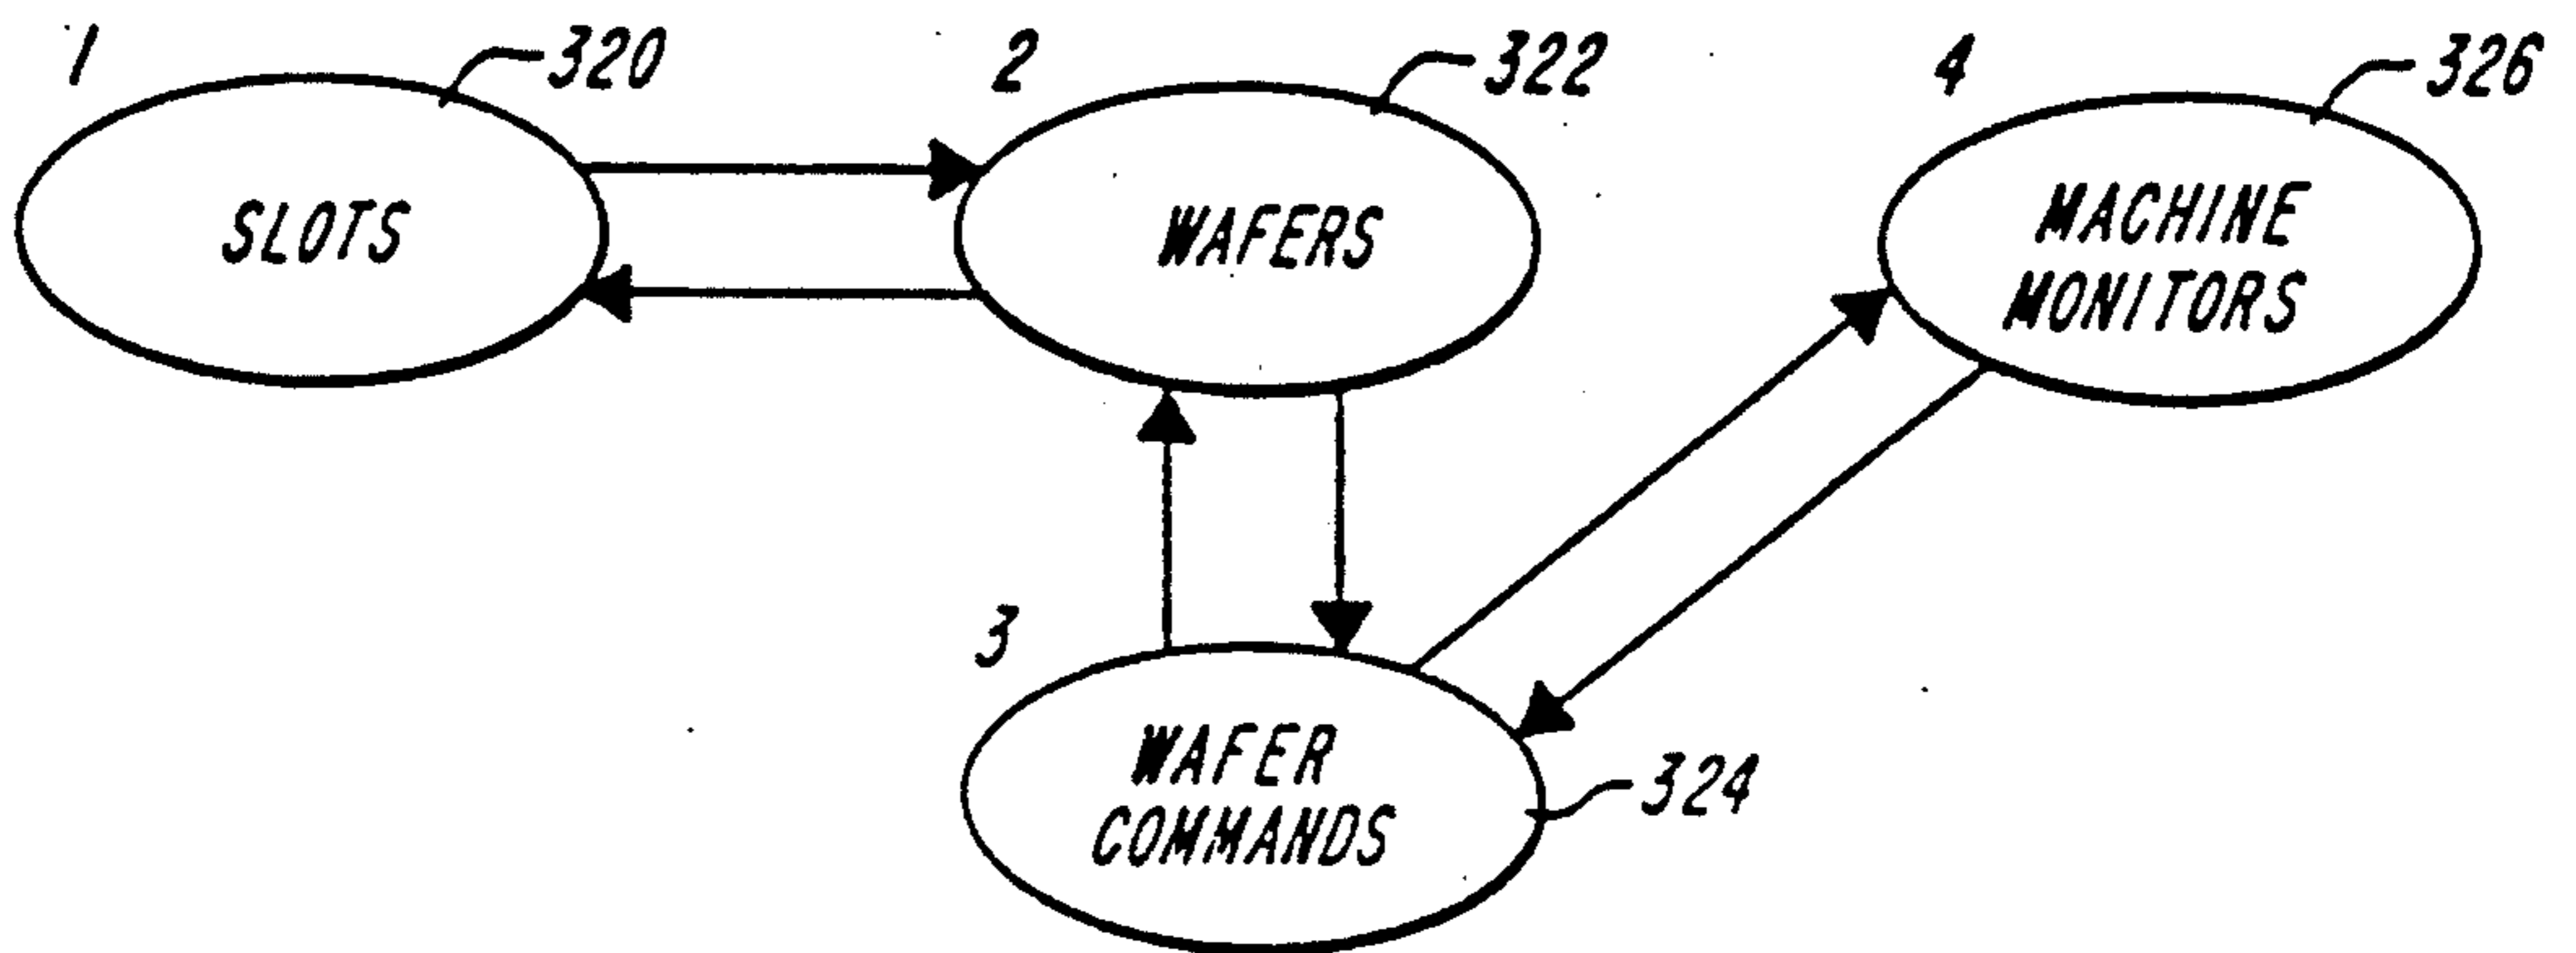 1
320
2
322
4
326
SLOTS
WAFERS
MACHINE
MONITORS
3
WAFER
COMMANDS
324